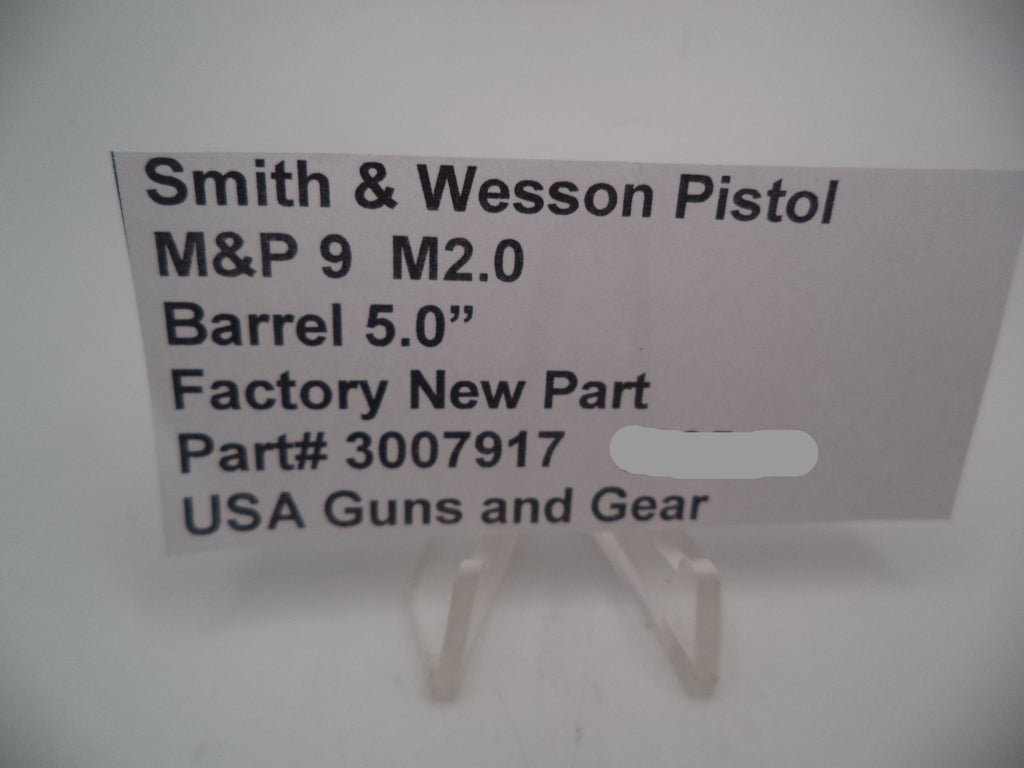 Smith & Wesson Pistol
M&P 9 M2.0
Barrel 5.0”
Factory New Part
Part# 3007917
USA Guns and Gear